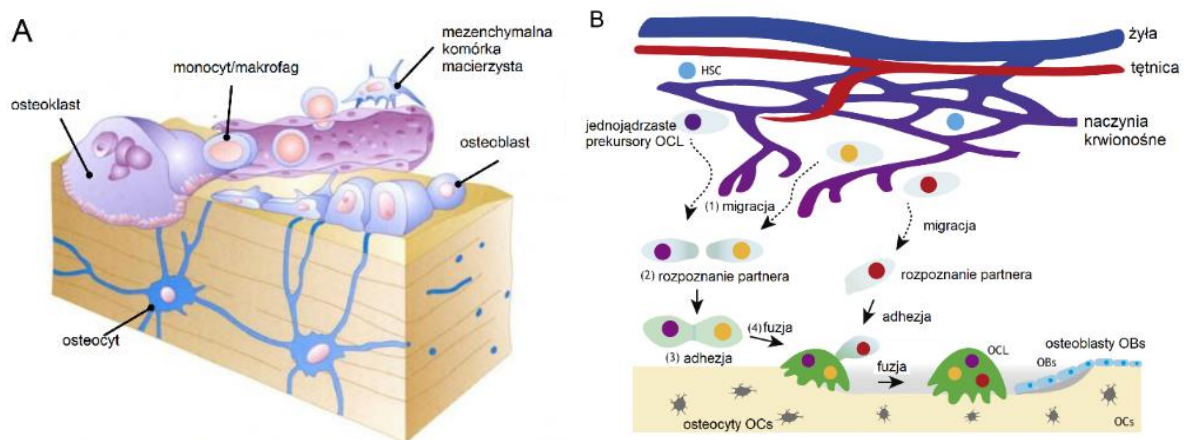 A
mezenchymalna
komórka
macierzysta
monocyt/makrofag
osteoklast
osteoblast
osteocyt
B
żyła
HSC
tętnica
jednojądrzaste
prekursory OCL
naczynia
krwionośne
(1) migracja
migracja
(2) rozpoznanie partnera
rozpoznanie partnera
adhezja
(4) fuzja
(3) adhezja
osteoblasty OBs
OCL
OBs
fuzja
osteocyty OCs
OCs